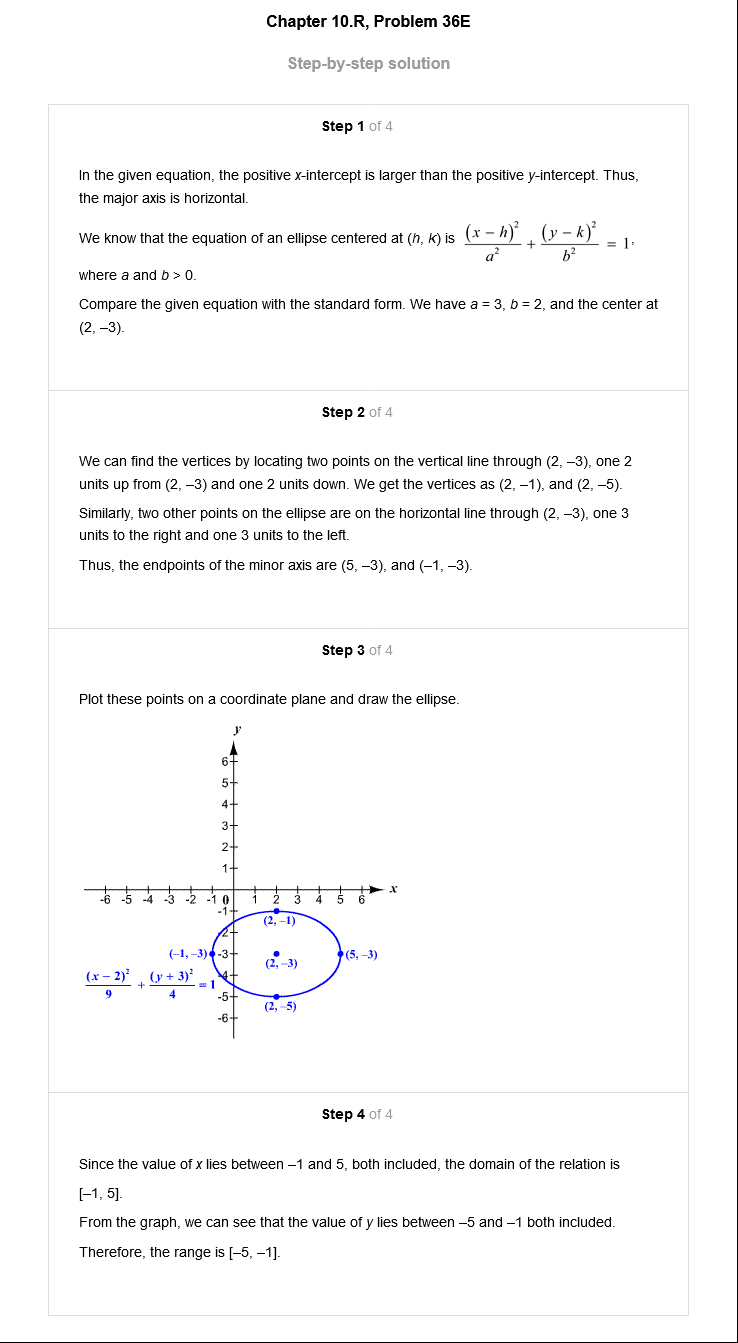 Chapter 10.R, Problem 36E
Step-by-step solution
Step 1 of 4
In the given equation, the positive x-intercept is larger than the positive y-intercept. Thus,
the major axis is horizontal.
We know that the equation of an ellipse centered at (h, k) is (x − h)²/a² + (y − k)²/b² = 1,
where a and b > 0.
Compare the given equation with the standard form. We have a = 3, b = 2, and the center at
(2, –3).
Step 2 of 4
We can find the vertices by locating two points on the vertical line through (2, –3), one 2
units up from (2, –3) and one 2 units down. We get the vertices as (2, –1), and (2, –5).
Similarly, two other points on the ellipse are on the horizontal line through (2, –3), one 3
units to the right and one 3 units to the left.
Thus, the endpoints of the minor axis are (5, –3), and (–1, –3).
Step 3 of 4
Plot these points on a coordinate plane and draw the ellipse.
y
6
5
4
3
2
1
x
-6 -5 -4 -3 -2 -1 0 1 2 3 4 5 6
-1
(2, –1)
-2
(–1, –3) -3 (5, –3)
(2, –3)
(x − 2)²/9 + (y + 3)²/4 = 1
-4
-5
(2, –5)
-6
Step 4 of 4
Since the value of x lies between –1 and 5, both included, the domain of the relation is
[–1, 5].
From the graph, we can see that the value of y lies between –5 and –1 both included.
Therefore, the range is [–5, –1].